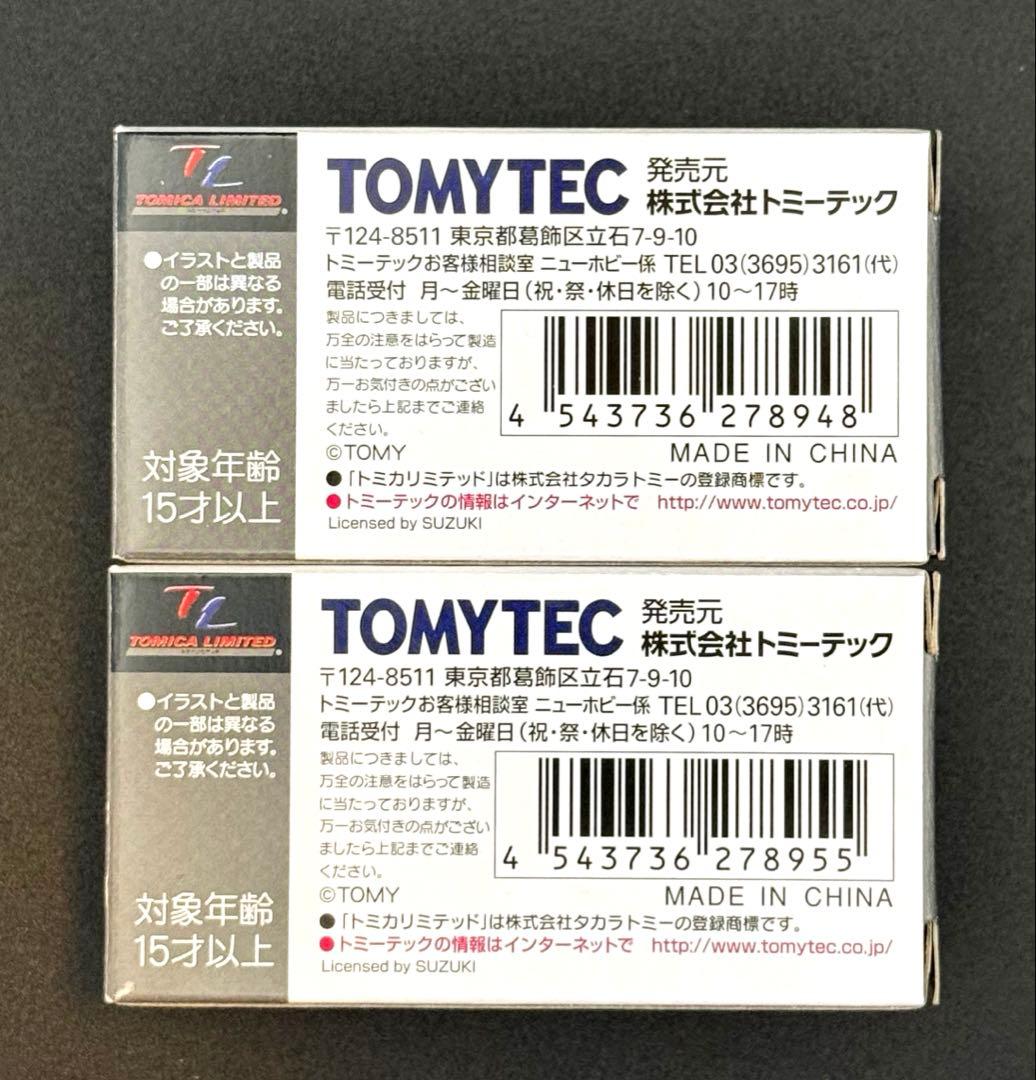 TL
TOMICA LIMITED
●イラストと製品
の一部は異なる
場合があります。
ご了承ください。
対象年齢
15才以上
TOMYTEC 発売元
株式会社トミーテック
〒124-8511 東京都葛飾区立石7-9-10
トミーテックお客様相談室 ニューホビー係 TEL 03(3695)3161(代)
電話受付 月～金曜日(祝・祭・休日を除く)10～17時
製品につきましては、
万全の注意をはらって製造
に当たっておりますが、
万一お気付きの点がござい
ましたら上記までご連絡
ください。
4 543736 278948
©TOMY MADE IN CHINA
●「トミカリミテッド」は株式会社タカラトミーの登録商標です。
●トミーテックの情報はインターネットで http://www.tomytec.co.jp/
Licensed by SUZUKI
TL
TOMICA LIMITED
●イラストと製品
の一部は異なる
場合があります。
ご了承ください。
対象年齢
15才以上
TOMYTEC 発売元
株式会社トミーテック
〒124-8511 東京都葛飾区立石7-9-10
トミーテックお客様相談室 ニューホビー係 TEL 03(3695)3161(代)
電話受付 月～金曜日(祝・祭・休日を除く)10～17時
製品につきましては、
万全の注意をはらって製造
に当たっておりますが、
万一お気付きの点がござい
ましたら上記までご連絡
ください。
4 543736 278955
©TOMY MADE IN CHINA
●「トミカリミテッド」は株式会社タカラトミーの登録商標です。
●トミーテックの情報はインターネットで http://www.tomytec.co.jp/
Licensed by SUZUKI